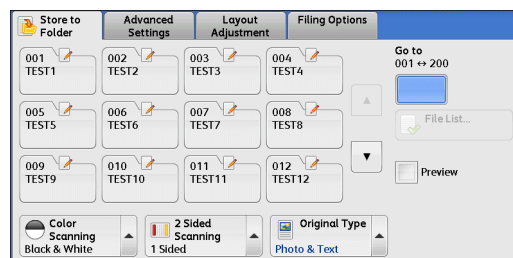 Store to
Folder
Advanced
Settings
Layout
Adjustment
Filing Options
001
TEST1
002
TEST2
003
TEST3
004
TEST4
Go to
001 ↔ 200
005
TEST5
006
TEST6
007
TEST7
008
TEST8
File List...
009
TEST9
010
TEST10
011
TEST11
012
TEST12
Preview
Color
Scanning
Black & White
2 Sided
Scanning
1 Sided
Original Type
Photo & Text